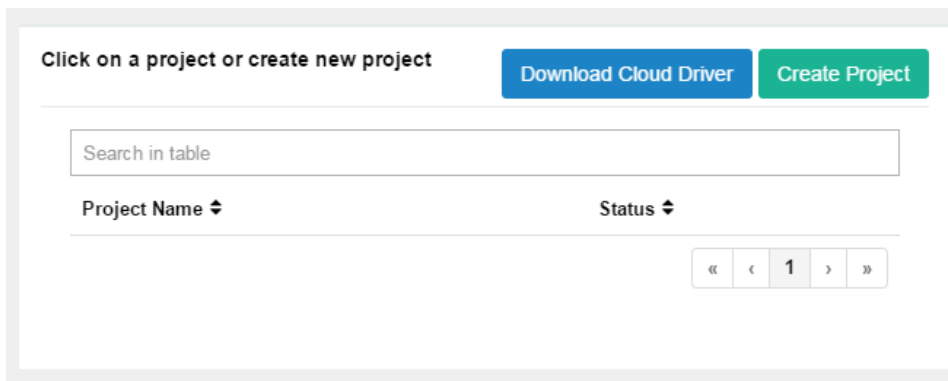 Click on a project or create new project
Download Cloud Driver
Create Project
Search in table
Project Name
Status
« ‹ 1 › »